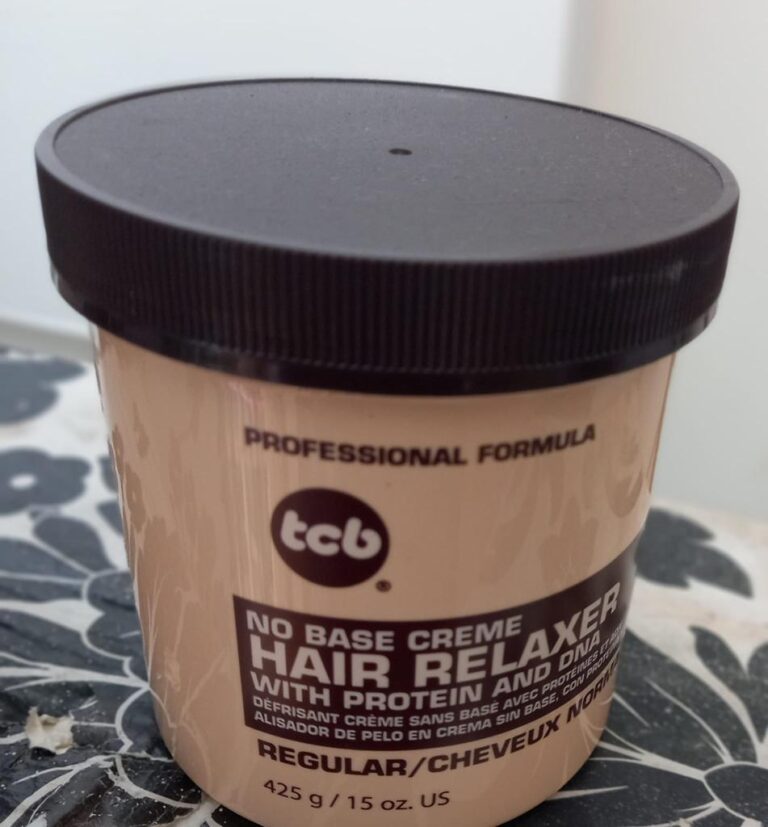 PROFESSIONAL FORMULA
tcb®
NO BASE CREME
HAIR RELAXER
WITH PROTEIN AND DNA
DÉFRISANT CRÈME SANS BASE AVEC PROTÉINES ET
ALISADOR DE PELO EN CREMA SIN BASE, CON
REGULAR/CHEVEUX
425 g / 15 oz. US